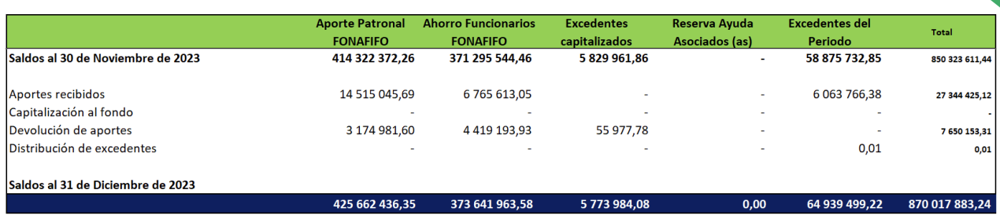 Aporte Patronal Ahorro Funcionarios Excedentes Reserva Ayuda Excedentes del Total
FONAFIFO FONAFIFO capitalizados Asociados (as) Periodo
Saldos al 30 de Noviembre de 2023 414 322 372,26 371 295 544,46 5 829 961,86 - 58 875 732,85 850 323 611,44
Aportes recibidos 14 515 045,69 6 765 613,05 - - 6 063 766,38 27 344 425,12
Capitalización al fondo - - - - - -
Devolución de aportes 3 174 981,60 4 419 193,93 55 977,78 - - 7 650 153,31
Distribución de excedentes - - - - 0,01 0,01
Saldos al 31 de Diciembre de 2023
425 662 436,35 373 641 963,58 5 773 984,08 0,00 64 939 499,22 870 017 883,24